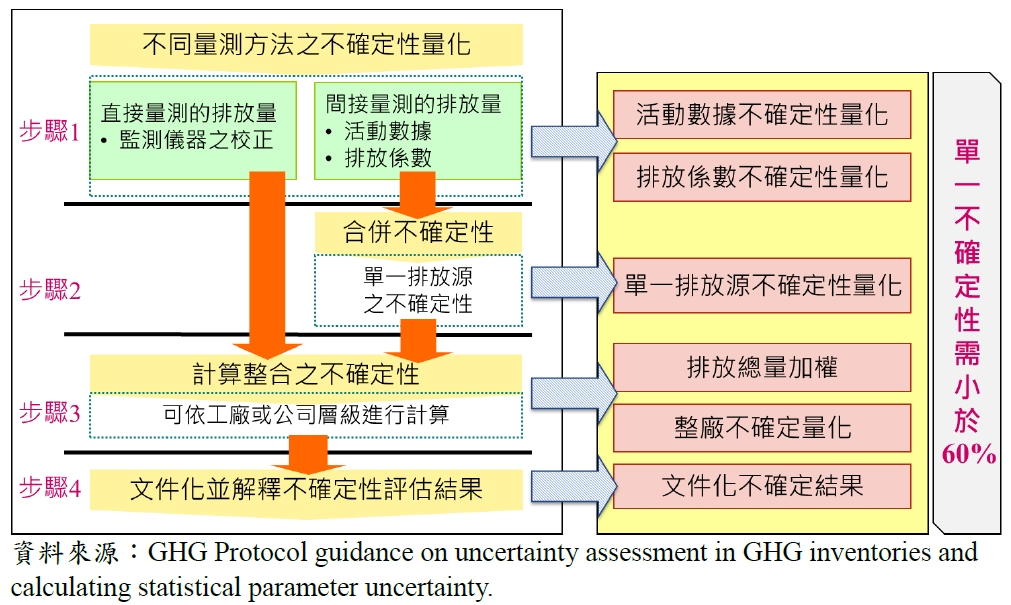 不同量測方法之不確定性量化
步驟1
直接量測的排放量
• 監測儀器之校正
間接量測的排放量
• 活動數據
• 排放係數
活動數據不確定性量化
排放係數不確定性量化
步驟2
合併不確定性
單一排放源
之不確定性
單一排放源不確定性量化
步驟3
計算整合之不確定性
可依工廠或公司層級進行計算
排放總量加權
整廠不確定量化
步驟4
文件化並解釋不確定性評估結果
文件化不確定結果
單一不確定性需小於
60%
資料來源：GHG Protocol guidance on uncertainty assessment in GHG inventories and
calculating statistical parameter uncertainty.